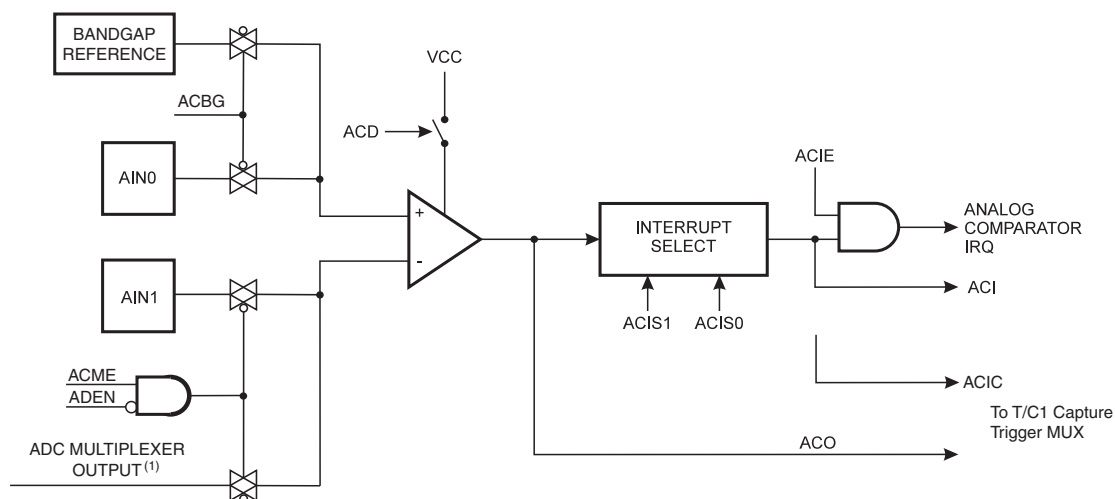 BANDGAP
REFERENCE
VCC
ACBG
ACD
ACIE
AIN0
+
INTERRUPT
SELECT
ANALOG
COMPARATOR
IRQ
-
AIN1
ACI
ACIS1 ACIS0
ACME
ADEN
ACIC
To T/C1 Capture
Trigger MUX
ACO
ADC MULTIPLEXER
OUTPUT(1)